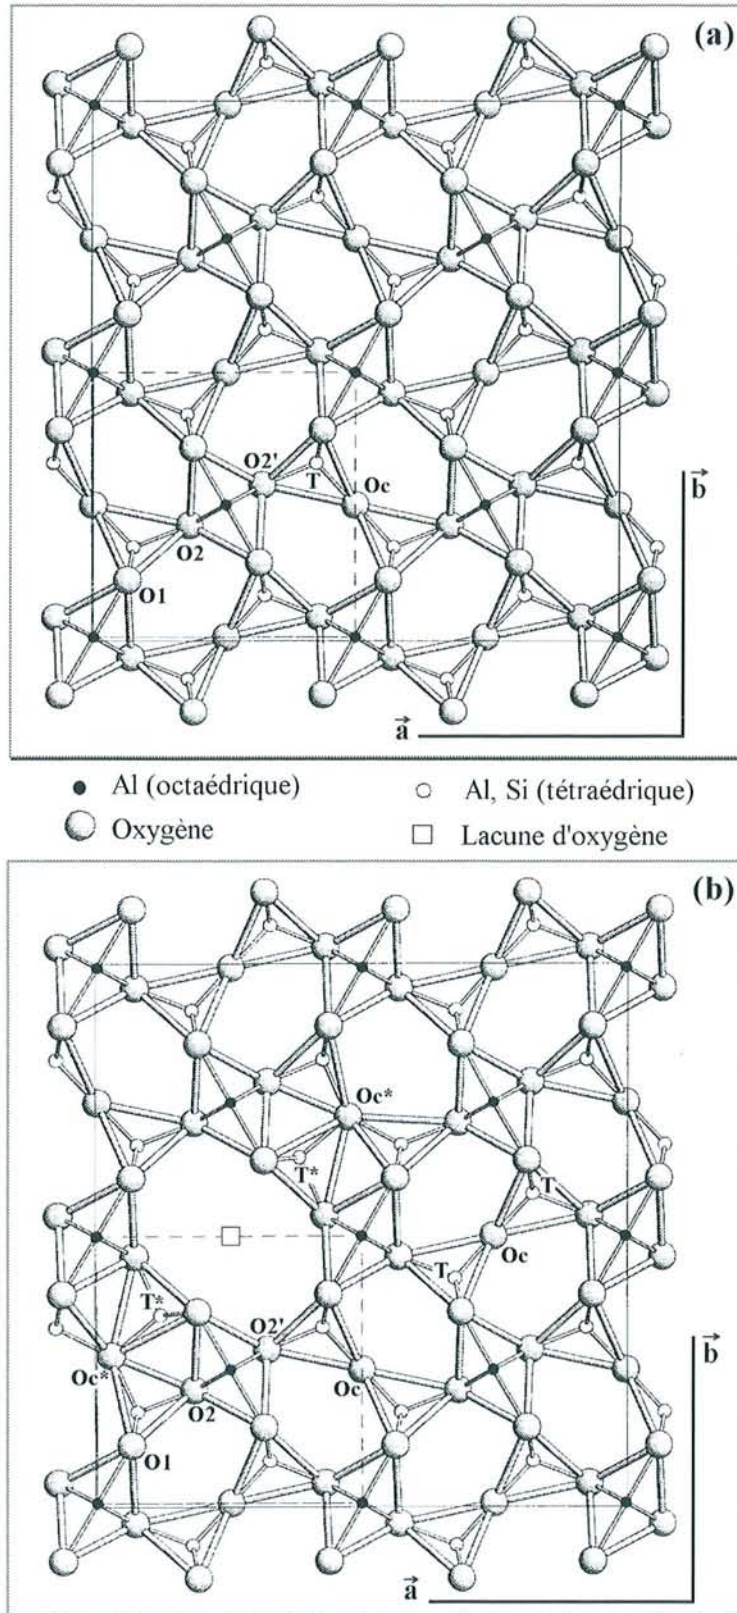 (a)
O2'
T
Oc
b
O2
O1
a
Al (octaédrique)
Al, Si (tétraédrique)
Oxygène
Lacune d'oxygène
(b)
Oc*
T*
T
Oc
T
T*
O2'
b
Oc*
O2
Oc
O1
a